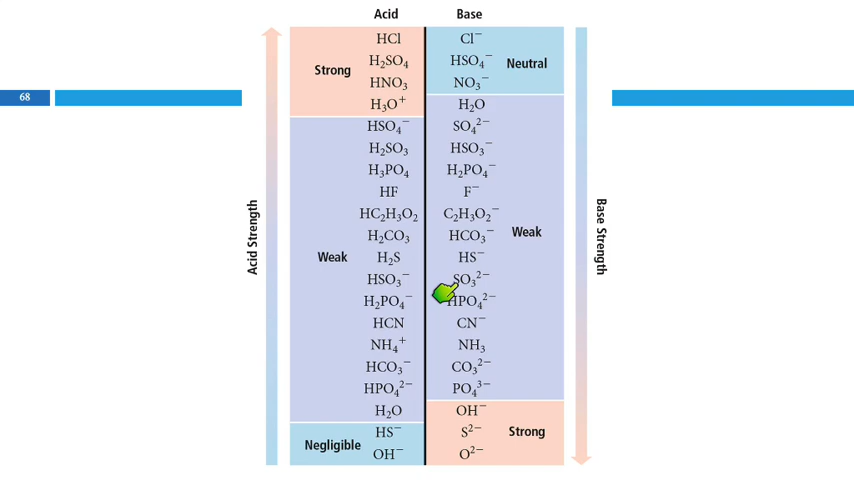 Acid Base
HCl Cl⁻
H₂SO₄ HSO₄⁻ Neutral
Strong
HNO₃ NO₃⁻
68
H₃O⁺ H₂O
HSO₄⁻ SO₄²⁻
H₂SO₃ HSO₃⁻
H₃PO₄ H₂PO₄⁻
HF F⁻
HC₂H₃O₂ C₂H₃O₂⁻
H₂CO₃ HCO₃⁻ Weak
Acid Strength
Base Strength
Weak H₂S HS⁻
HSO₃⁻ SO₃²⁻
H₂PO₄⁻ HPO₄²⁻
HCN CN⁻
NH₄⁺ NH₃
HCO₃⁻ CO₃²⁻
HPO₄²⁻ PO₄³⁻
H₂O OH⁻
HS⁻ S²⁻ Strong
Negligible
OH⁻ O²⁻